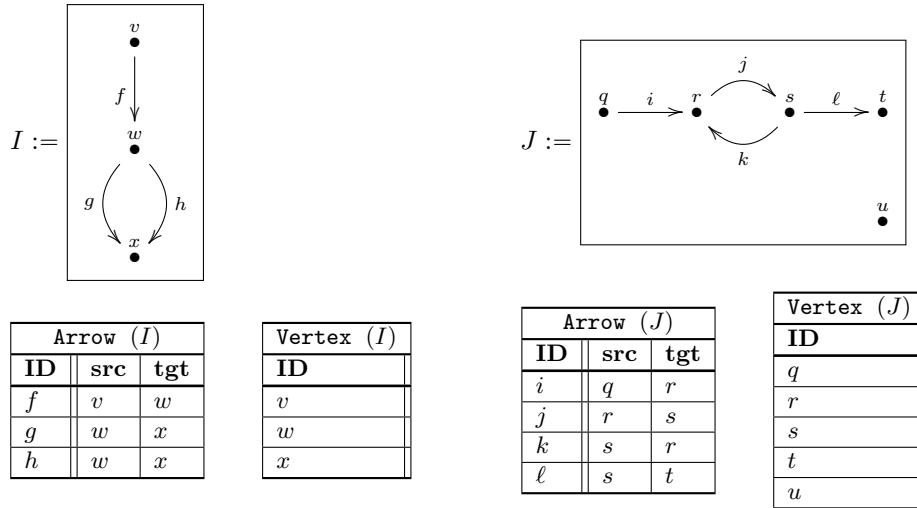 I :=
v
f
w
g h
x
J :=
q i r j s ℓ t
k
u
Arrow (I)
ID src tgt
f v w
g w x
h w x
Vertex (I)
ID
v
w
x
Arrow (J)
ID src tgt
i q r
j r s
k s r
ℓ s t
Vertex (J)
ID
q
r
s
t
u